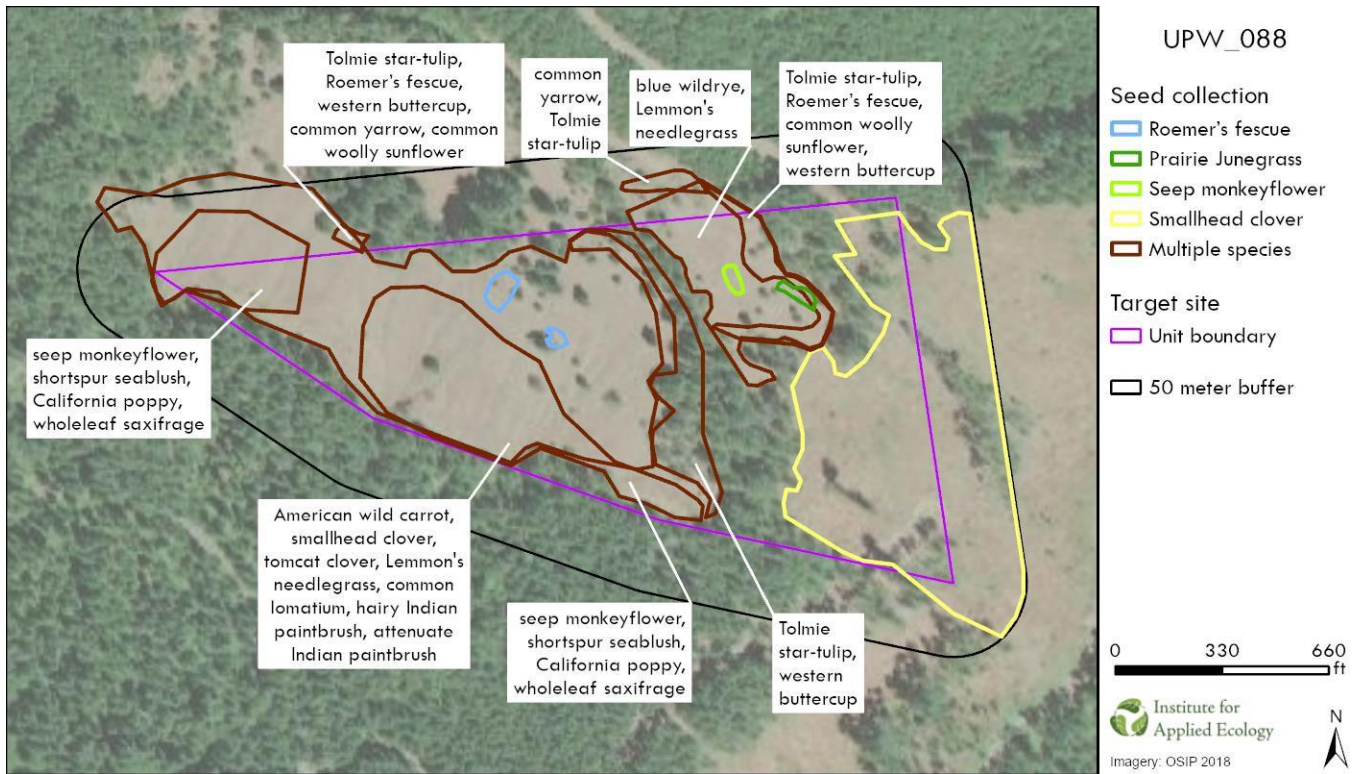 Tolmie star-tulip,
Roemer's fescue,
western buttercup,
common yarrow, common
woolly sunflower
common
yarrow,
Tolmie
star-tulip
blue wildrye,
Lemmon's
needlegrass
Tolmie star-tulip,
Roemer's fescue,
common woolly
sunflower,
western buttercup
seep monkeyflower,
shortspur seablush,
California poppy,
wholeleaf saxifrage
American wild carrot,
smallhead clover,
tomcat clover, Lemmon's
needlegrass, common
lomatium, hairy Indian
paintbrush, attenuate
Indian paintbrush
seep monkeyflower,
shortspur seablush,
California poppy,
wholeleaf saxifrage
Tolmie
star-tulip,
western
buttercup
UPW_088
Seed collection
Roemer's fescue
Prairie Junegrass
Seep monkeyflower
Smallhead clover
Multiple species
Target site
Unit boundary
50 meter buffer
0 330 660
ft
Institute for
Applied Ecology
N
Imagery: OSIP 2018